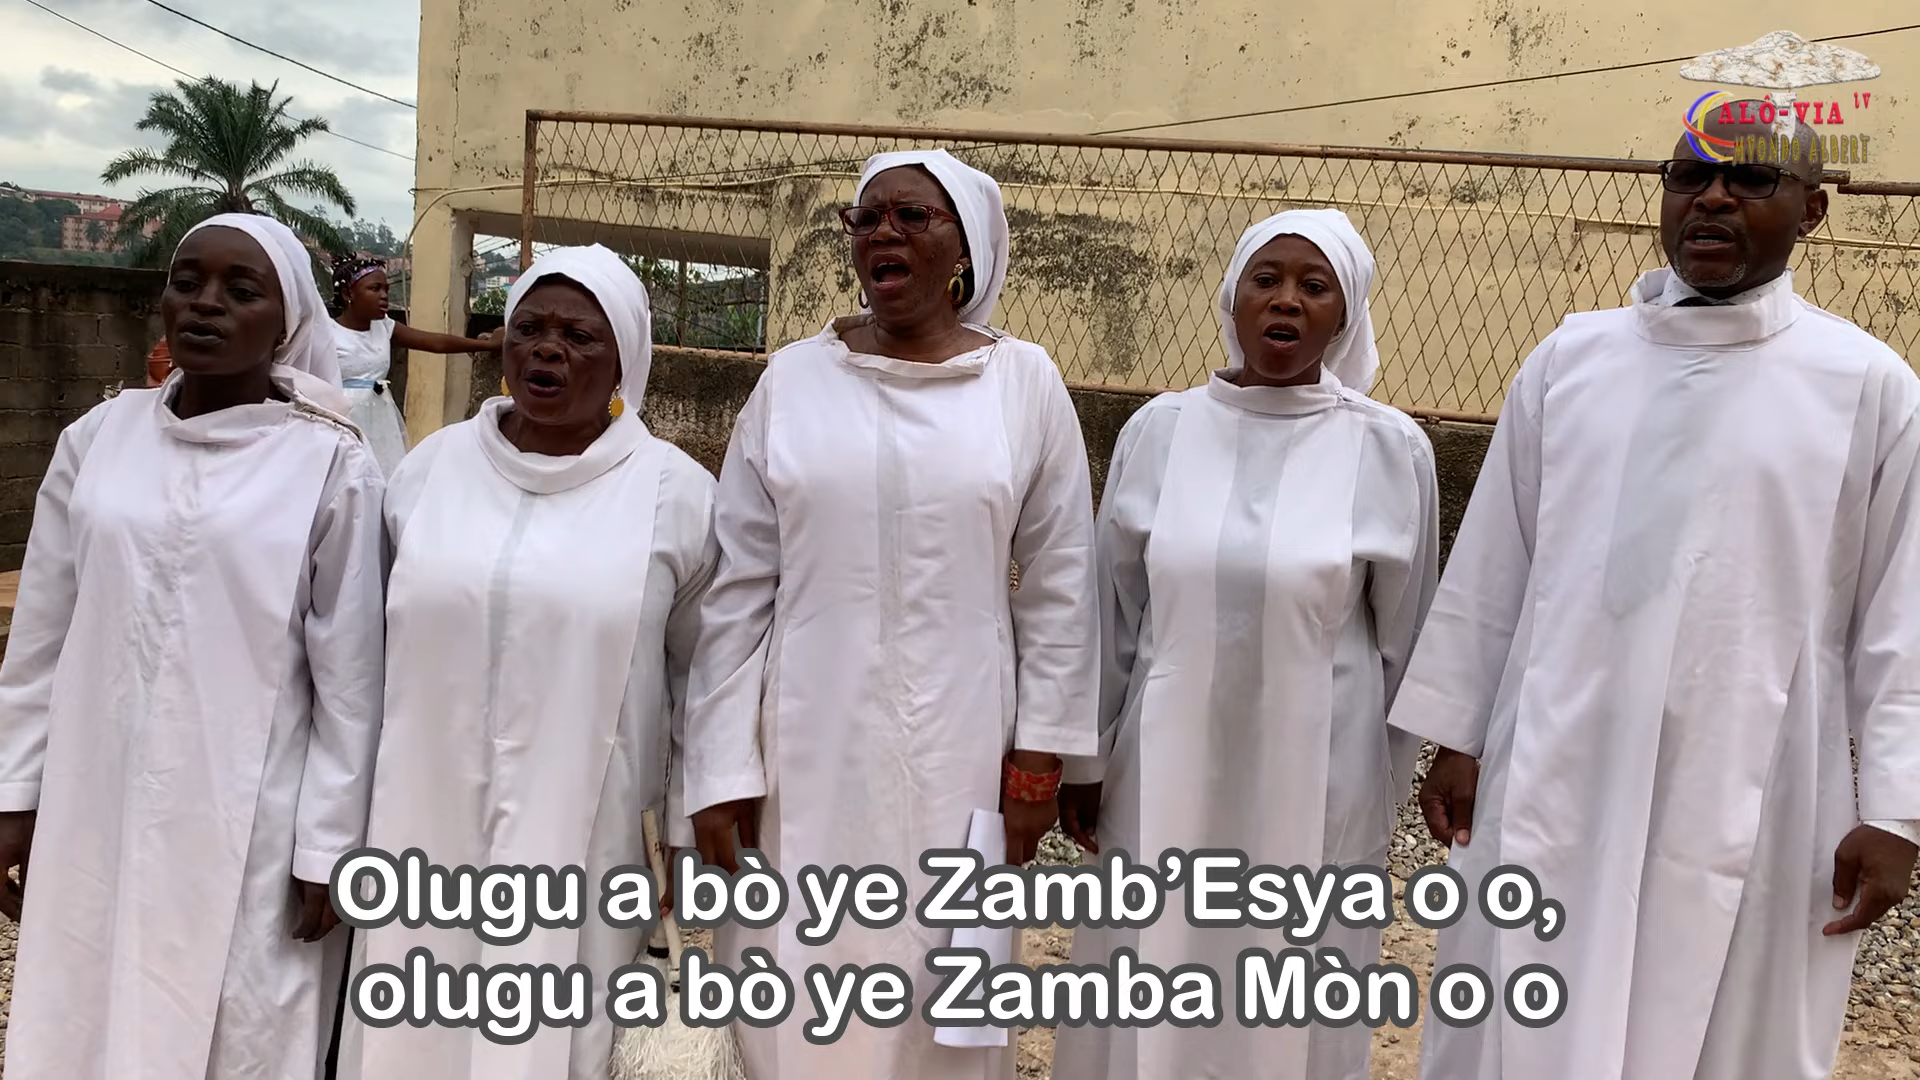 ALÔ-VIA TV
MVONDO ALBERT
Olugu a bò ye Zamb’Esya o o,
olugu a bò ye Zamba Mòn o o